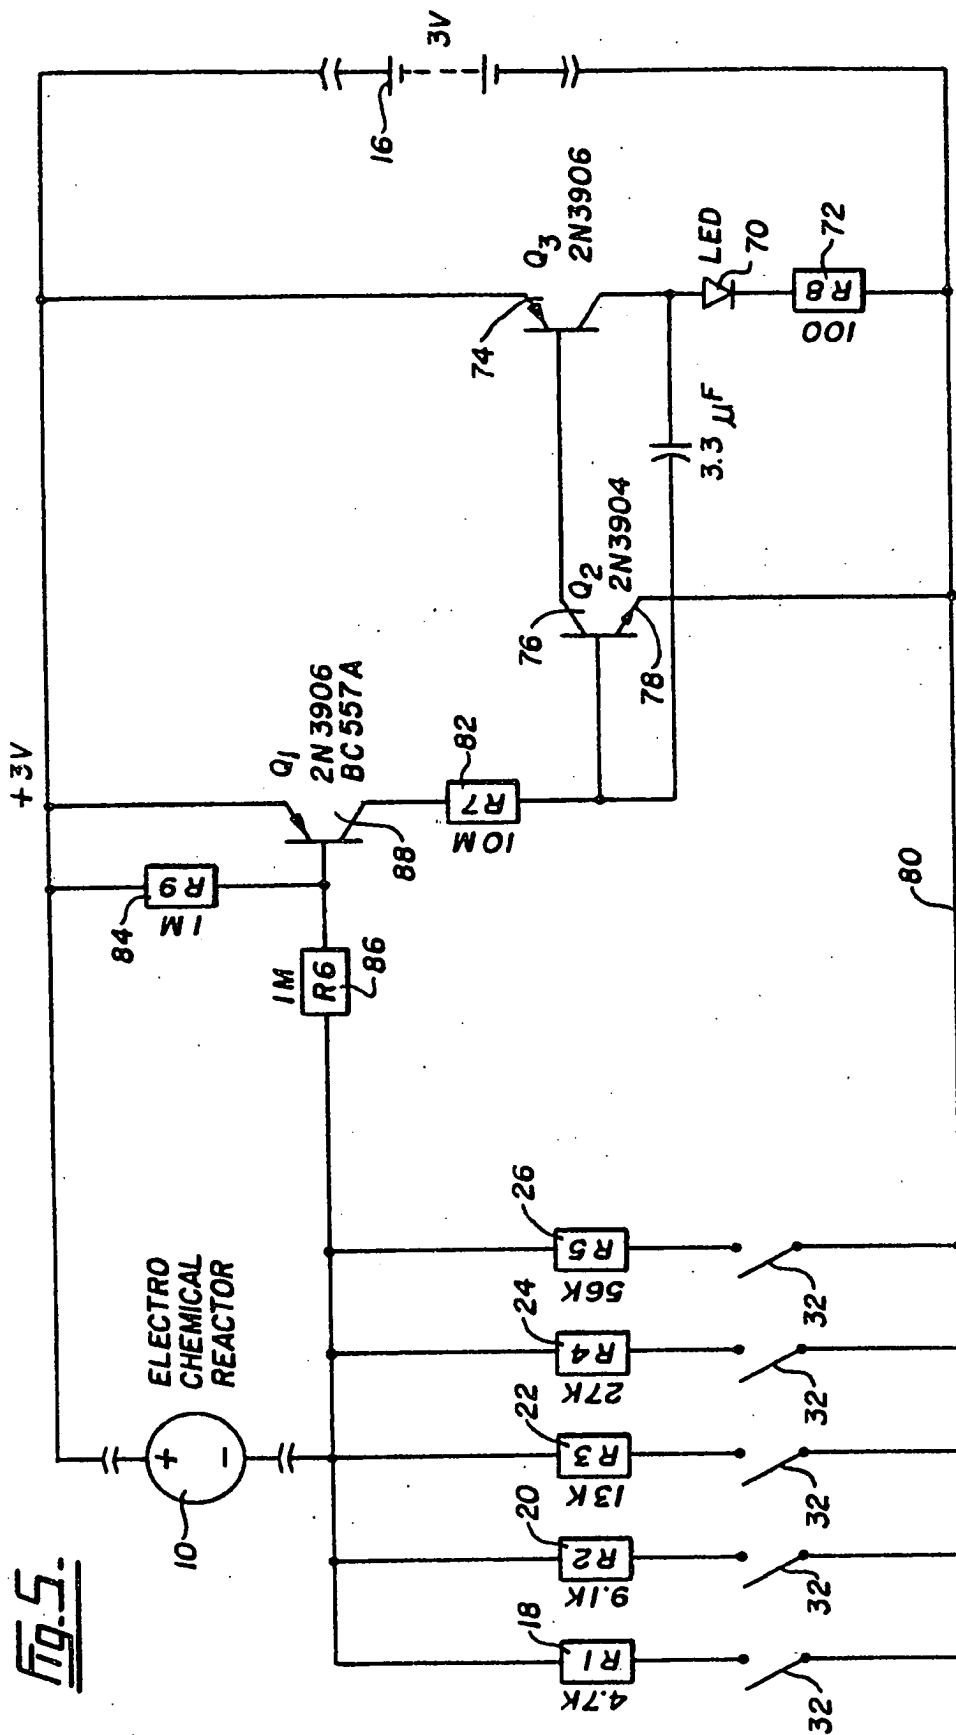 Fig. 5.
+3V
10
ELECTRO
CHEMICAL
REACTOR
+
−
84
R9
1M
1M
R6
86
Q1
2N3906
BC557A
88
82
R7
10M
76
Q2
2N3904
78
74
Q3
2N3906
3.3 µF
LED
70
72
R8
100
16
3V
18
R1
4.7K
20
R2
9.1K
22
R3
13K
24
R4
27K
26
R5
56K
32
32
32
32
32
80